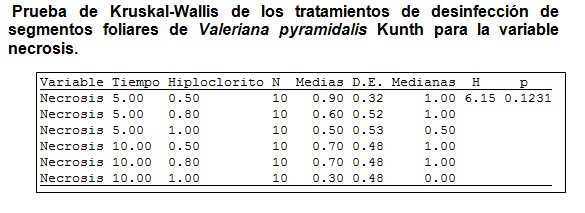 Prueba de Kruskal-Wallis de los tratamientos de desinfección de
segmentos foliares de Valeriana pyramidalis Kunth para la variable
necrosis.
Variable Tiempo Hiploclorito N Medias D.E. Medianas H p
Necrosis 5.00 0.50 10 0.90 0.32 1.00 6.15 0.1231
Necrosis 5.00 0.80 10 0.60 0.52 1.00
Necrosis 5.00 1.00 10 0.50 0.53 0.50
Necrosis 10.00 0.50 10 0.70 0.48 1.00
Necrosis 10.00 0.80 10 0.70 0.48 1.00
Necrosis 10.00 1.00 10 0.30 0.48 0.00